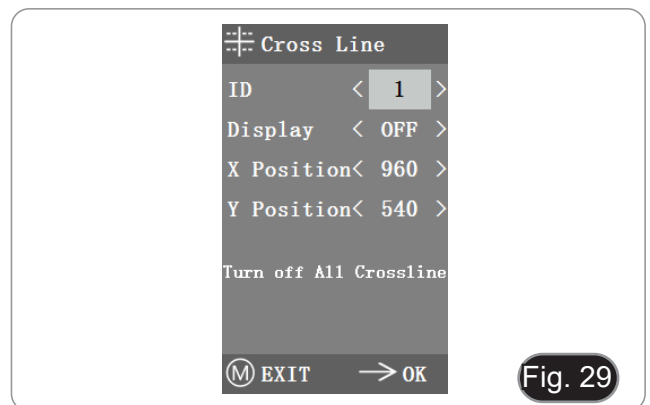 Cross Line
ID < 1 >
Display < OFF >
X Position< 960 >
Y Position< 540 >
Turn off All Crossline
M EXIT → OK
Fig. 29